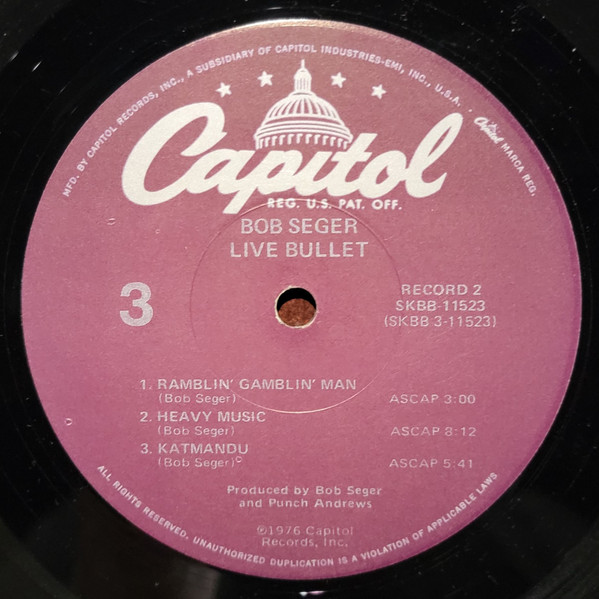 MFD. BY CAPITOL RECORDS, INC., A SUBSIDIARY OF CAPITOL INDUSTRIES-EMI, INC., U.S.A. · Capitol MARCA REG.
Capitol
REG. U.S. PAT. OFF.
BOB SEGER
LIVE BULLET
3
RECORD 2
SKBB-11523
(SKBB 3-11523)
1. RAMBLIN' GAMBLIN' MAN
(Bob Seger) ASCAP 3:00
2. HEAVY MUSIC
(Bob Seger) ASCAP 8:12
3. KATMANDU
(Bob Seger) ASCAP 5:41
Produced by Bob Seger
and Punch Andrews
℗1976 Capitol
Records, Inc.
ALL RIGHTS RESERVED. UNAUTHORIZED DUPLICATION IS A VIOLATION OF APPLICABLE LAWS